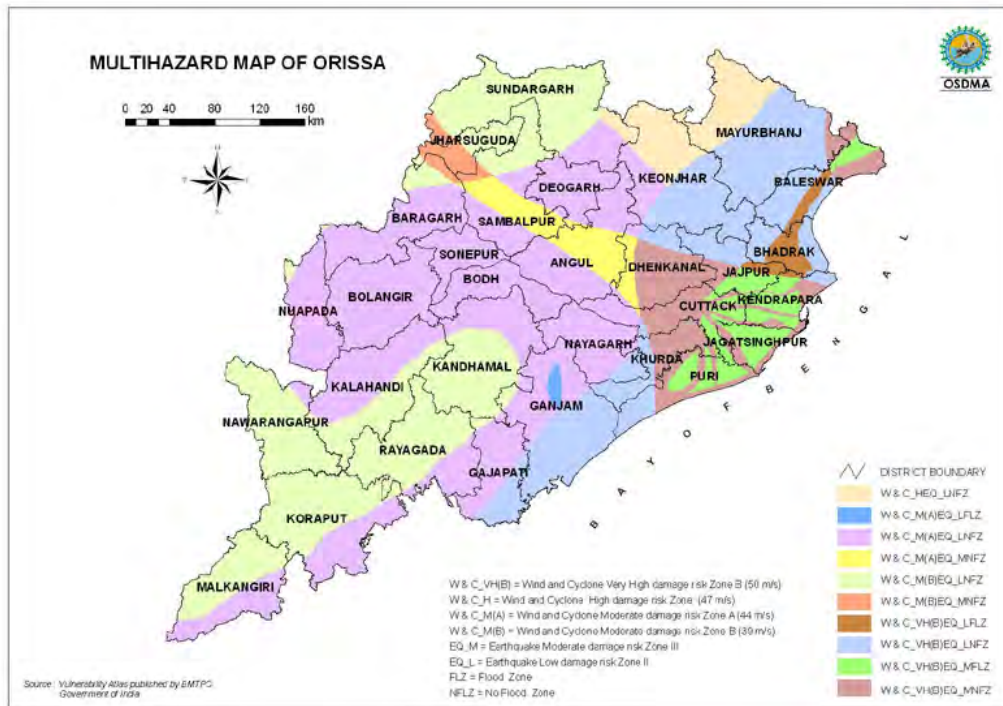 MULTIHAZARD MAP OF ORISSA
0 20 40 80 120 160
km
OSDMA
SUNDARGARH
JHARSUGUDA
MAYURBHANJ
DEOGARH
KEONJHAR
BALESWAR
BARAGARH
SAMBALPUR
SONEPUR
ANGUL
DHENKANAL
BHADRAK
JAJPUR
BODH
BOLANGIR
NUAPADA
CUTTACK
KENDRAPARA
JAGATSINGHPUR
NAYAGARH
KHURDA
PURI
KANDHAMAL
KALAHANDI
GANJAM
NAWARANGAPUR
RAYAGADA
GAJAPATI
KORAPUT
MALKANGIRI
BAY OF BENGAL
DISTRICT BOUNDARY
W & C_HEQ_LNFZ
W & C_M(A)EQ_LFLZ
W & C_M(A)EQ_LNFZ
W & C_M(A)EQ_MNFZ
W & C_M(B)EQ_LNFZ
W & C_M(B)EQ_MNFZ
W & C_VH(B)EQ_LFLZ
W & C_VH(B)EQ_LNFZ
W & C_VH(B)EQ_MFLZ
W & C_VH(B)EQ_MNFZ
W & C_VH(B) = Wind and Cyclone Very High damage risk Zone B (50 m/s)
W & C_H = Wind and Cyclone High damage risk Zone (47 m/s)
W & C_M(A) = Wind and Cyclone Moderate damage risk Zone A (44 m/s)
W & C_M(B) = Wind and Cyclone Moderate damage risk Zone B (39 m/s)
EQ_M = Earthquake Moderate damage risk Zone III
EQ_L = Earthquake Low damage risk Zone II
FLZ = Flood Zone
NFLZ = No Flood Zone
Source : Vulnerability Atlas published by BMTPC
Government of India